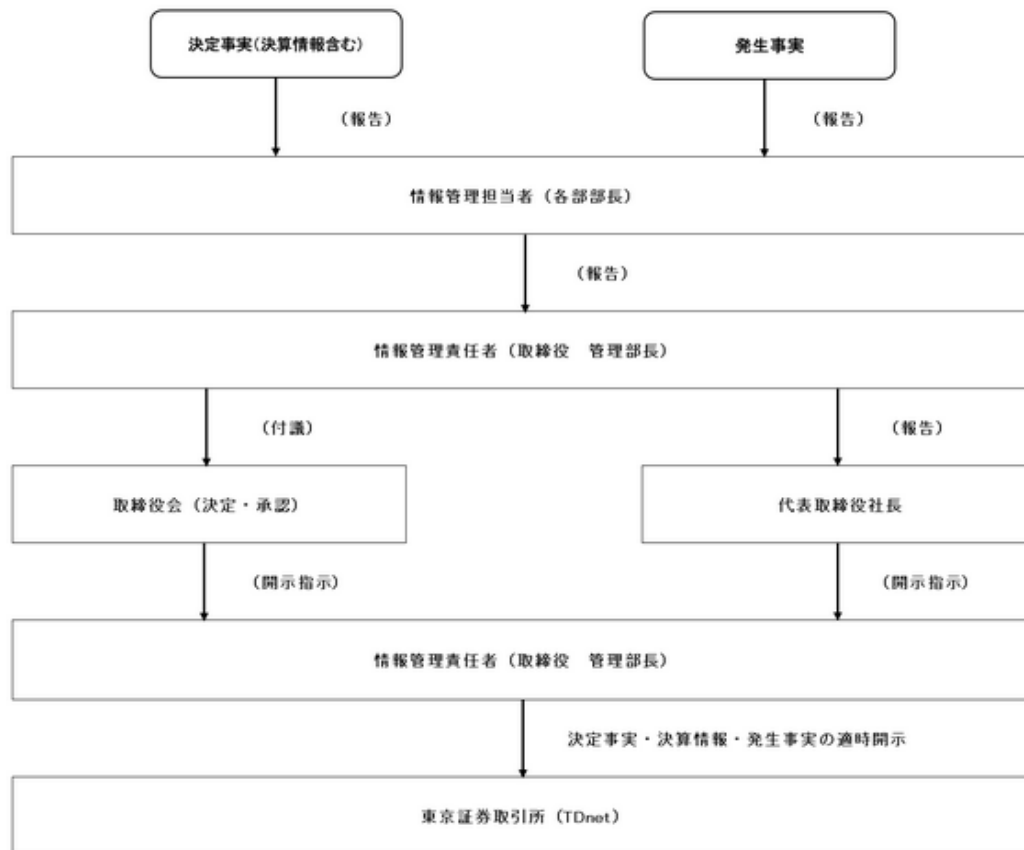 決定事実(決算情報含む)
発生事実
（報告）
（報告）
情報管理担当者（各部部長）
（報告）
情報管理責任者（取締役　管理部長）
（付議）
（報告）
取締役会（決定・承認）
代表取締役社長
（開示指示）
（開示指示）
情報管理責任者（取締役　管理部長）
決定事実・決算情報・発生事実の適時開示
東京証券取引所（TDnet）